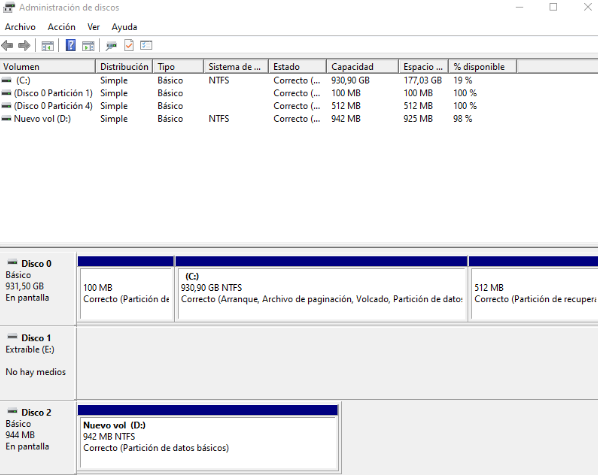 Administración de discos
Archivo Acción Ver Ayuda
Volumen Distribución Tipo Sistema de ... Estado Capacidad Espacio ... % disponible
(C:) Simple Básico NTFS Correcto (... 930,90 GB 177,03 GB 19 %
(Disco 0 Partición 1) Simple Básico Correcto (... 100 MB 100 MB 100 %
(Disco 0 Partición 4) Simple Básico Correcto (... 512 MB 512 MB 100 %
Nuevo vol (D:) Simple Básico NTFS Correcto (... 942 MB 925 MB 98 %
Disco 0
Básico
931,50 GB
En pantalla
100 MB
Correcto (Partición de
(C:)
930,90 GB NTFS
Correcto (Arranque, Archivo de paginación, Volcado, Partición de datos
512 MB
Correcto (Partición de recupera
Disco 1
Extraíble (E:)
No hay medios
Disco 2
Básico
944 MB
En pantalla
Nuevo vol (D:)
942 MB NTFS
Correcto (Partición de datos básicos)